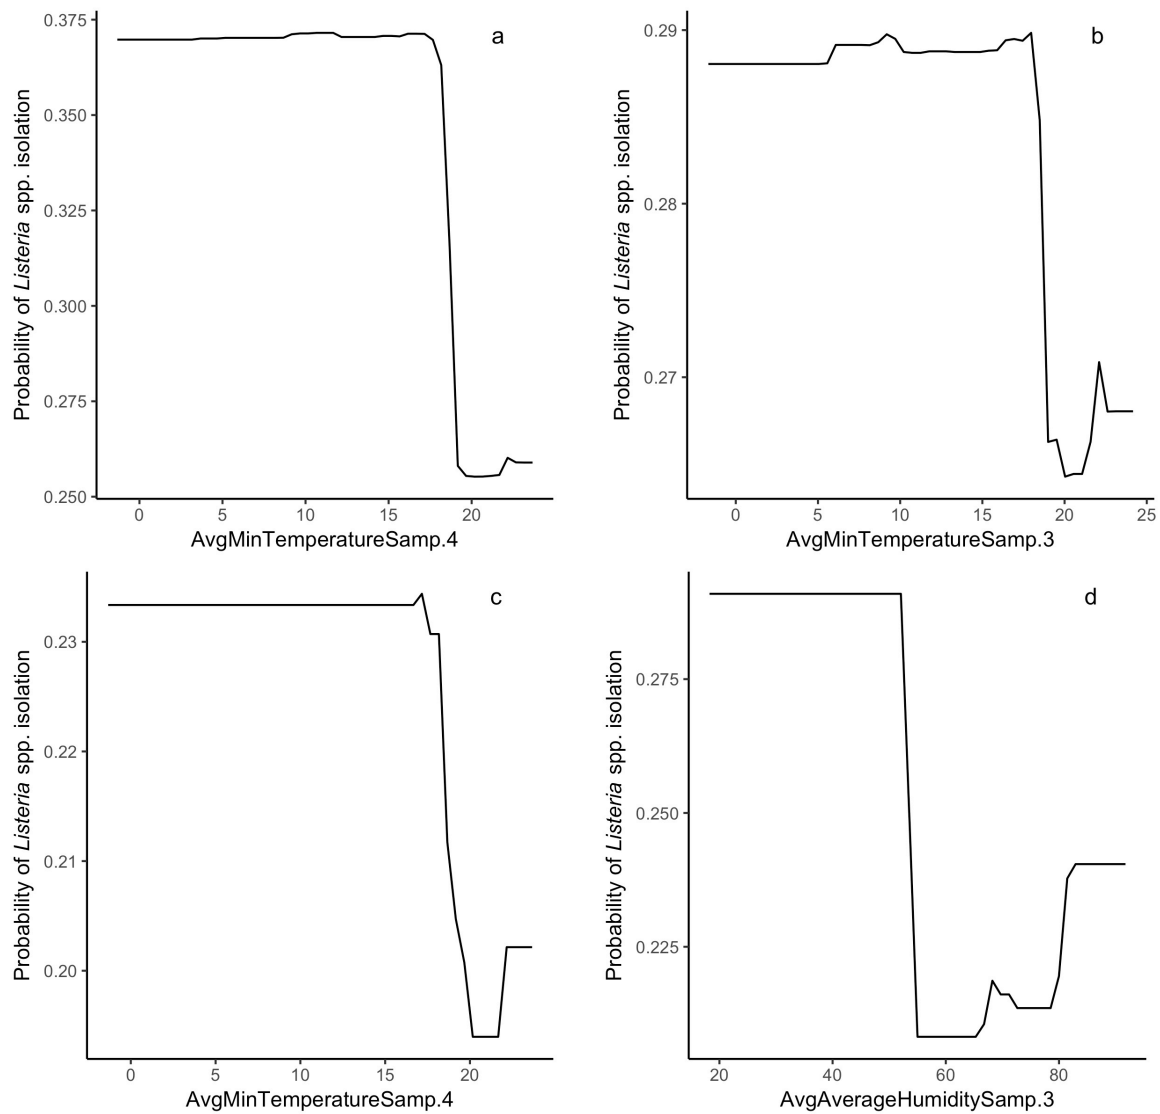 a
Probability of Listeria spp. isolation
0.375
0.350
0.325
0.300
0.275
0.250
0 5 10 15 20
AvgMinTemperatureSamp.4
b
Probability of Listeria spp. isolation
0.29
0.28
0.27
0 5 10 15 20 25
AvgMinTemperatureSamp.3
c
Probability of Listeria spp. isolation
0.23
0.22
0.21
0.20
0 5 10 15 20
AvgMinTemperatureSamp.4
d
Probability of Listeria spp. isolation
0.275
0.250
0.225
20 40 60 80
AvgAverageHumiditySamp.3